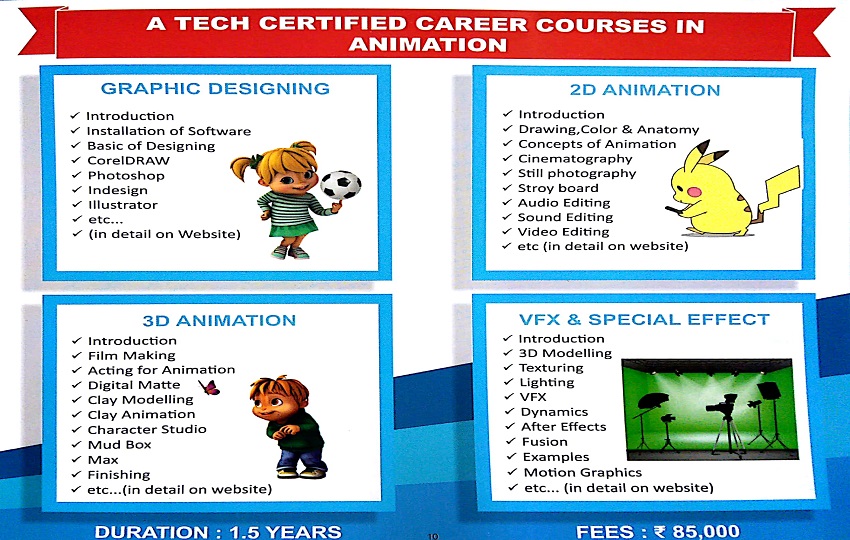 A TECH CERTIFIED CAREER COURSES IN
ANIMATION
GRAPHIC DESIGNING
Introduction
Installation of Software
Basic of Designing
CorelDRAW
Photoshop
Indesign
Illustrator
etc...
(in detail on Website)
2D ANIMATION
Introduction
Drawing,Color & Anatomy
Concepts of Animation
Cinematography
Still photography
Stroy board
Audio Editing
Sound Editing
Video Editing
etc (in detail on website)
3D ANIMATION
Introduction
Film Making
Acting for Animation
Digital Matte
Clay Modelling
Clay Animation
Character Studio
Mud Box
Max
Finishing
etc...(in detail on website)
VFX & SPECIAL EFFECT
Introduction
3D Modelling
Texturing
Lighting
VFX
Dynamics
After Effects
Fusion
Examples
Motion Graphics
etc... (in detail on website)
DURATION : 1.5 YEARS
10
FEES : ₹ 85,000